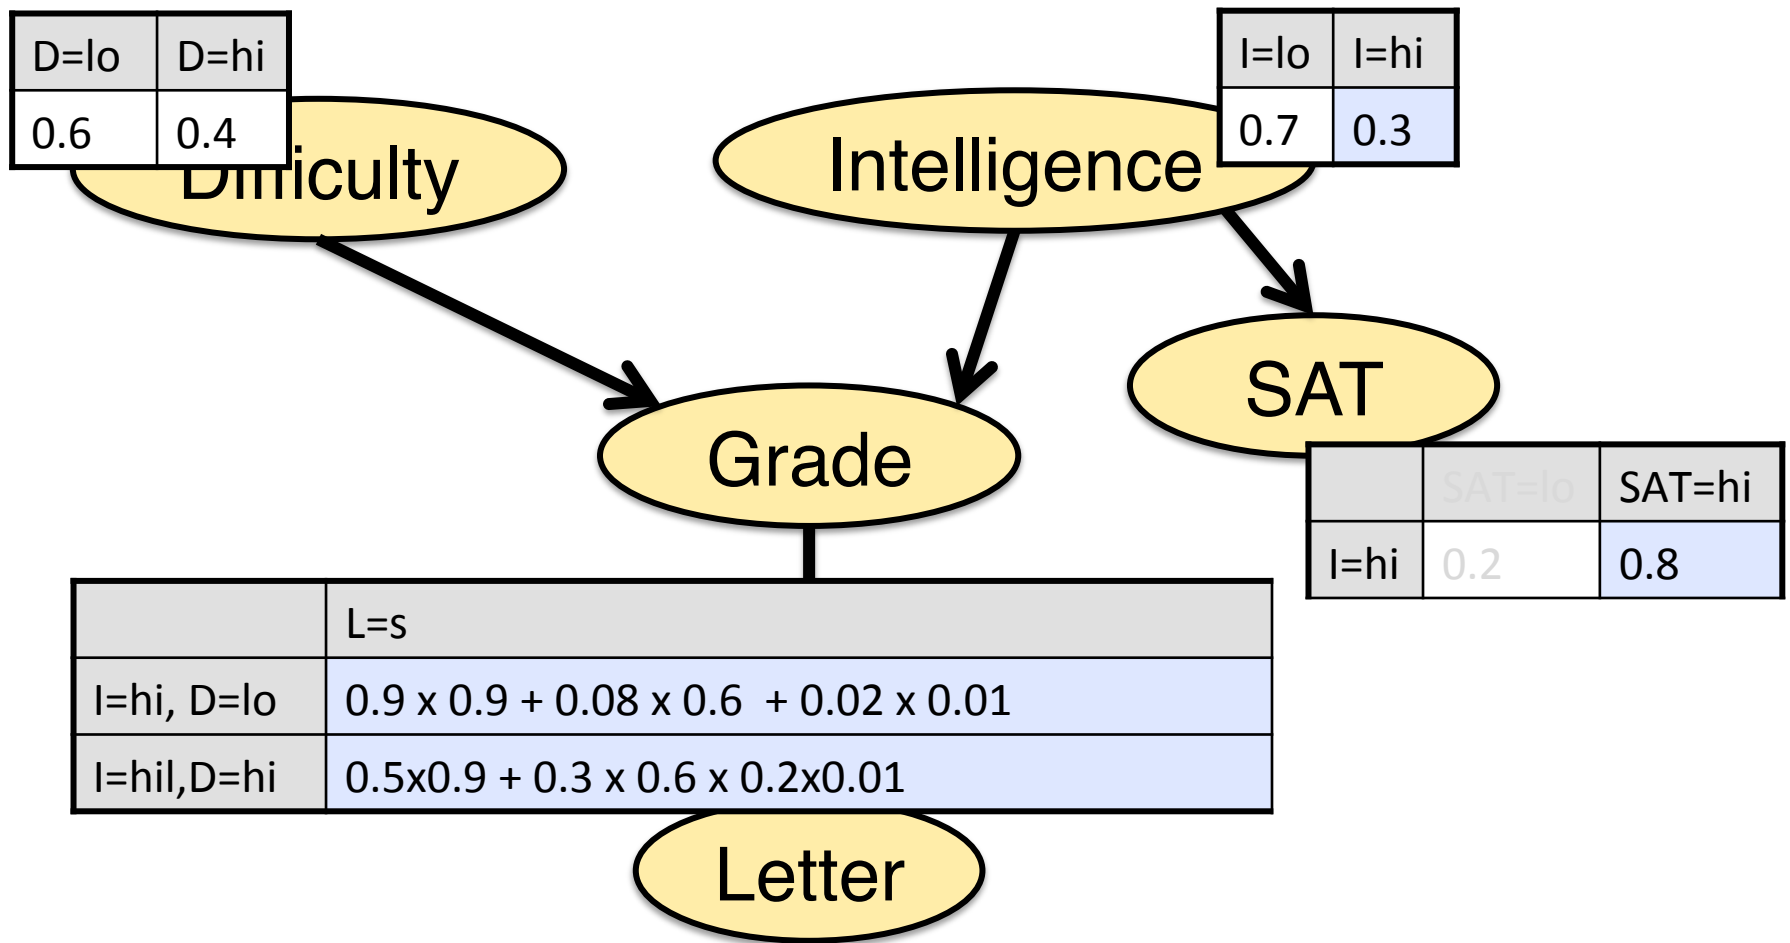 D=lo D=hi
0.6 0.4
Difficulty
I=lo I=hi
0.7 0.3
Intelligence
SAT
Grade
SAT=lo SAT=hi
I=hi 0.2 0.8
L=s
I=hi, D=lo 0.9 x 0.9 + 0.08 x 0.6 + 0.02 x 0.01
I=hil,D=hi 0.5x0.9 + 0.3 x 0.6 x 0.2x0.01
Letter